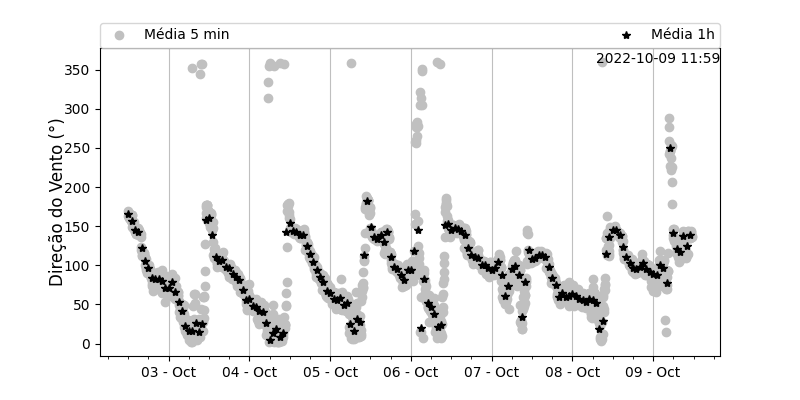 Média 5 min
Média 1h
2022-10-09 11:59
Direção do Vento (°)
350
300
250
200
150
100
50
0
03 - Oct
04 - Oct
05 - Oct
06 - Oct
07 - Oct
08 - Oct
09 - Oct